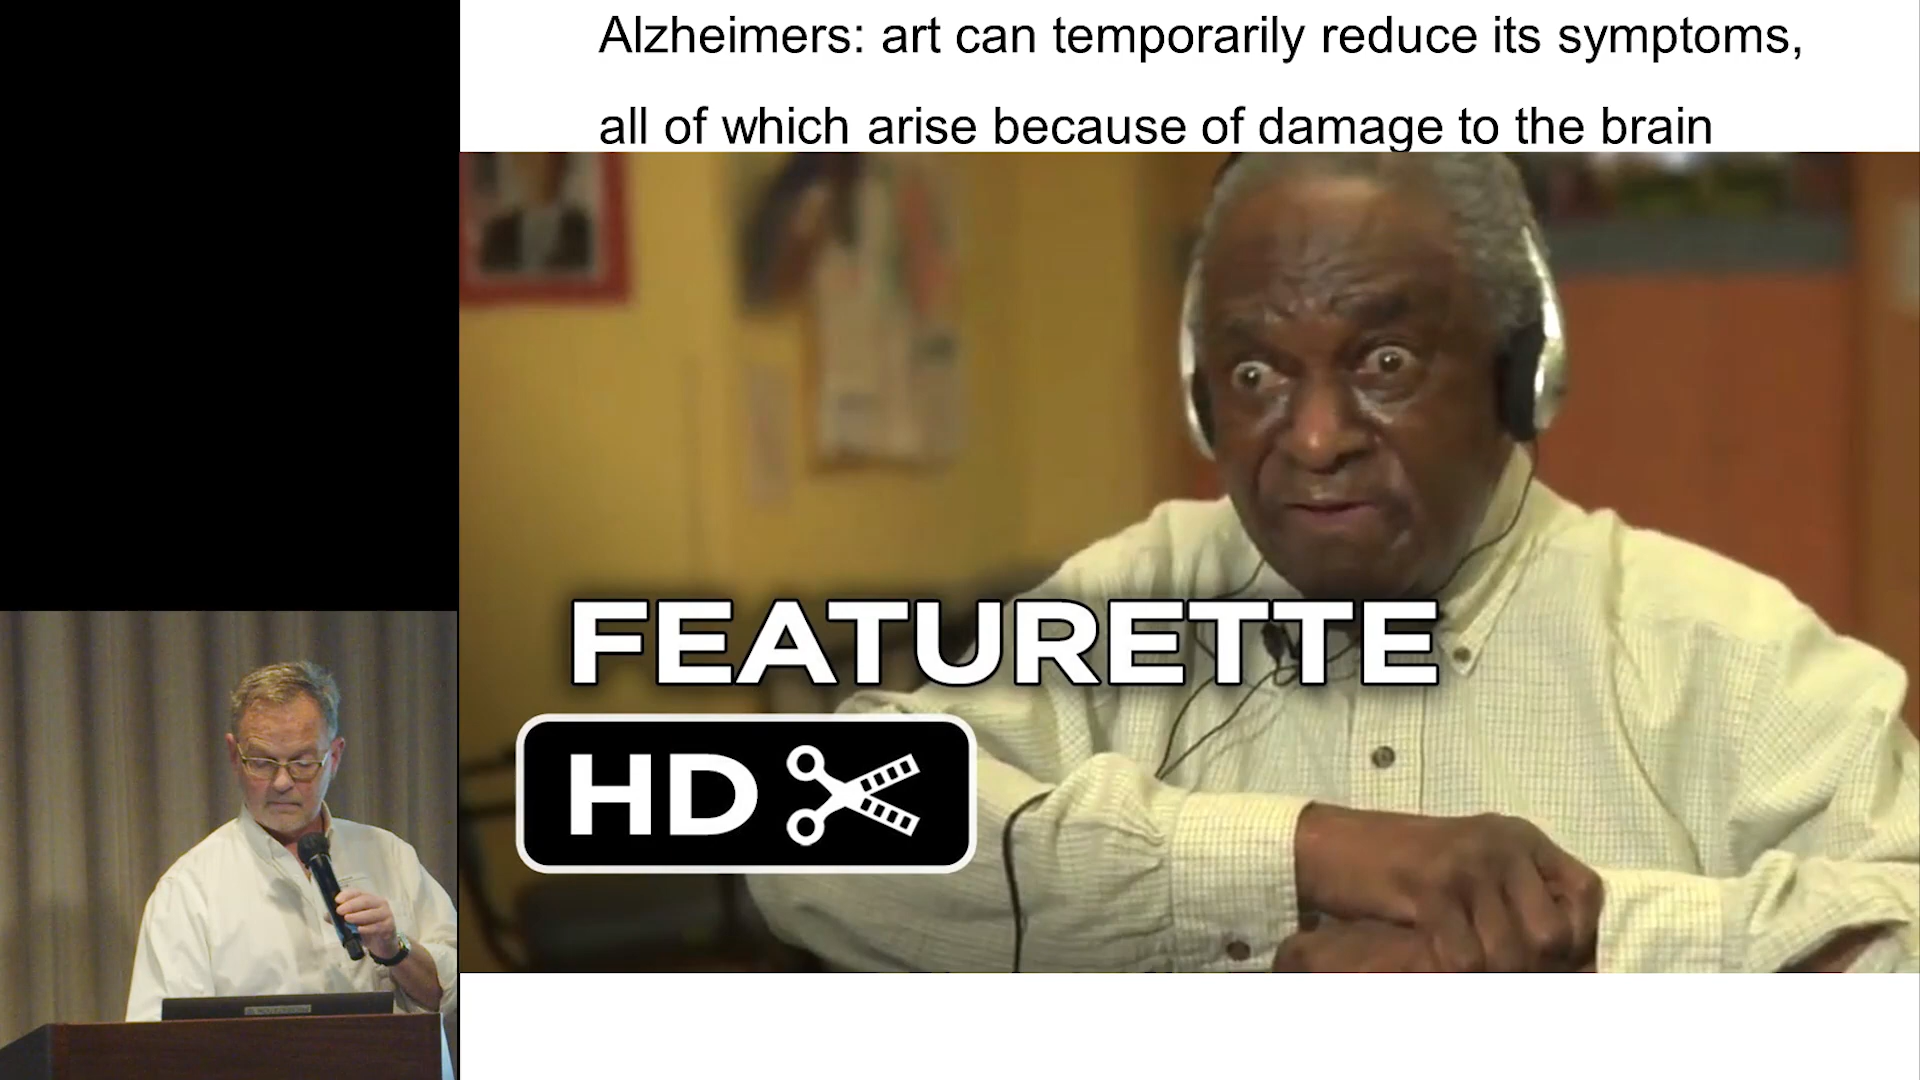 Alzheimers: art can temporarily reduce its symptoms,
all of which arise because of damage to the brain
FEATURETTE
HD